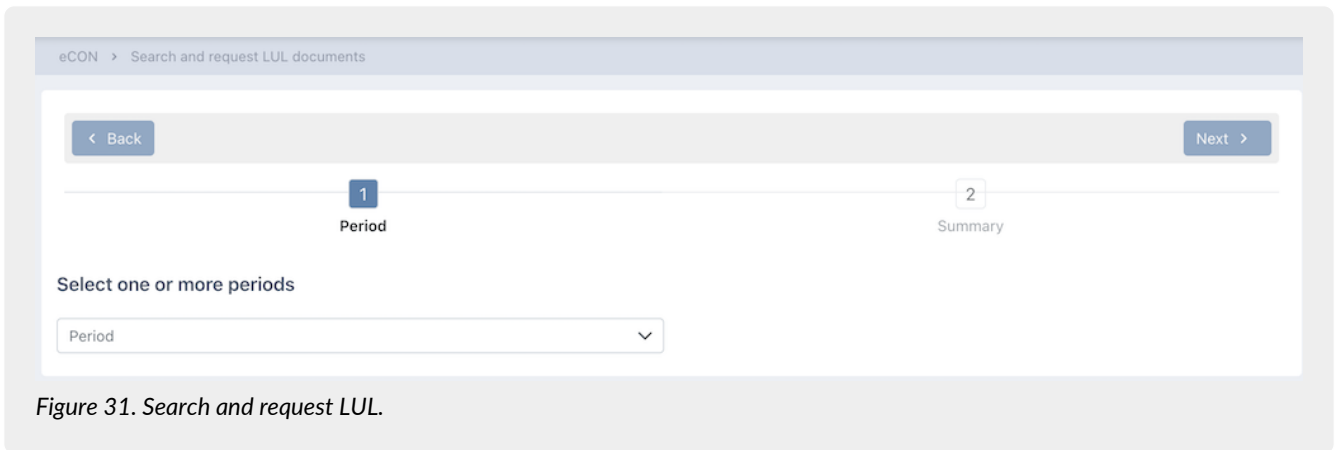 eCON > Search and request LUL documents
< Back
Next >
1
2
Period
Summary
Select one or more periods
Period
Figure 31. Search and request LUL.